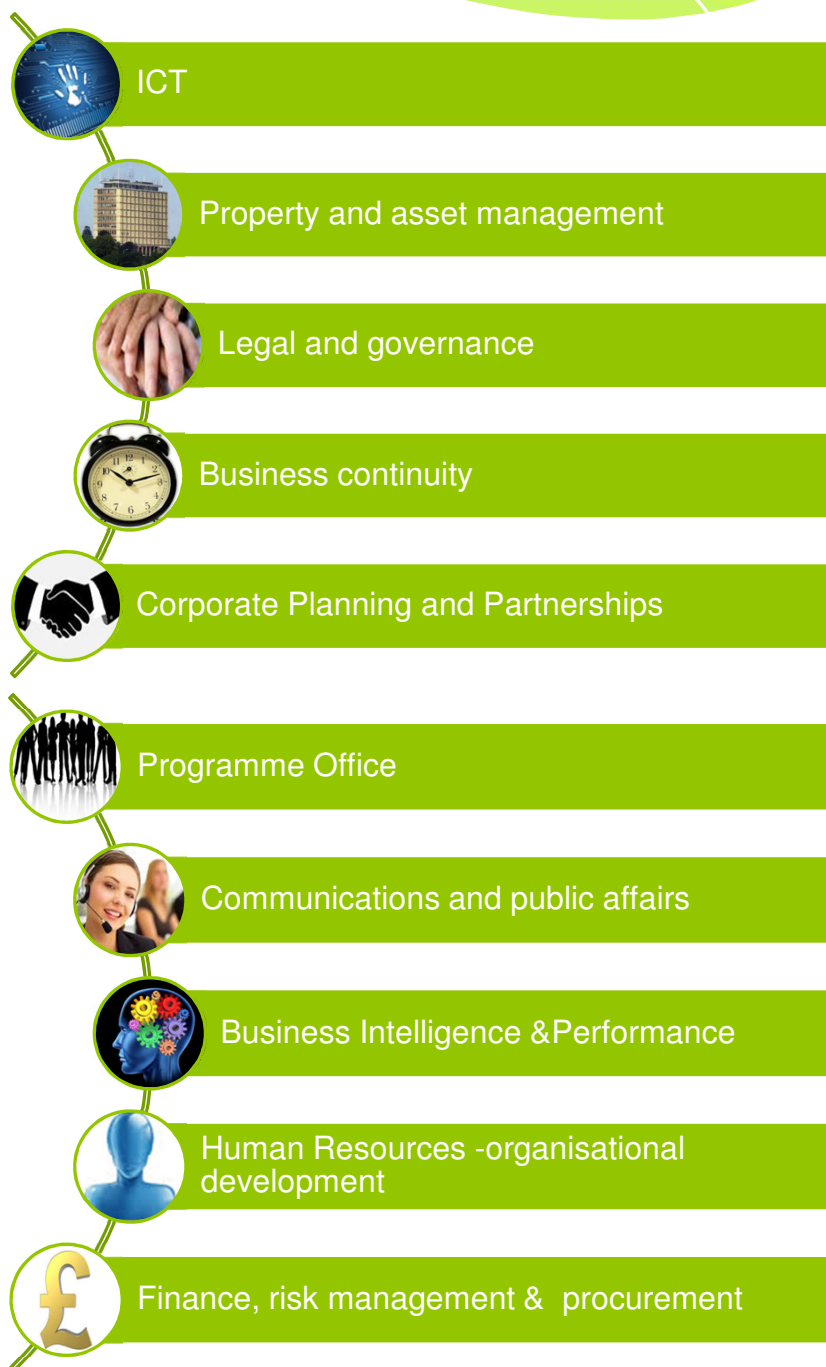 ICT
Property and asset management
Legal and governance
Business continuity
Corporate Planning and Partnerships
Programme Office
Communications and public affairs
Business Intelligence &Performance
Human Resources -organisational
development
Finance, risk management &  procurement